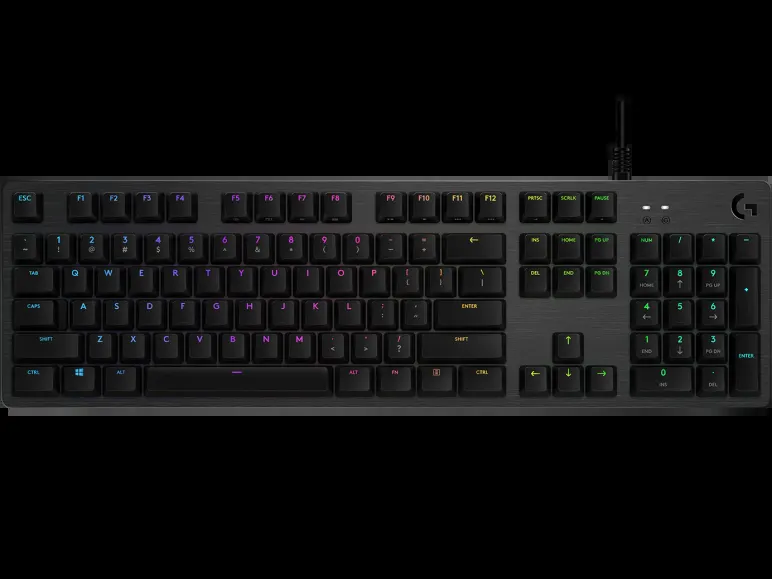 ESC F1 F2 F3 F4 F5 F6 F7 F8 F9 F10 F11 F12 PRTSC SCRLK PAUSE
` 1 2 3 4 5 6 7 8 9 0 - = ← INS HOME PG UP NUM / * -
~ ! @ # $ % ^ & * ( ) _ +
TAB Q W E R T Y U I O P [ ] \ DEL END PG DN 7 8 9 +
{ } | HOME ↑ PG UP
CAPS A S D F G H J K L ; ' ENTER 4 5 6
: " ← →
SHIFT Z X C V B N M , . / SHIFT ↑ 1 2 3 ENTER
< > ? END ↓ PG DN
CTRL ALT ALT FN CTRL ← ↓ → 0 .
INS DEL